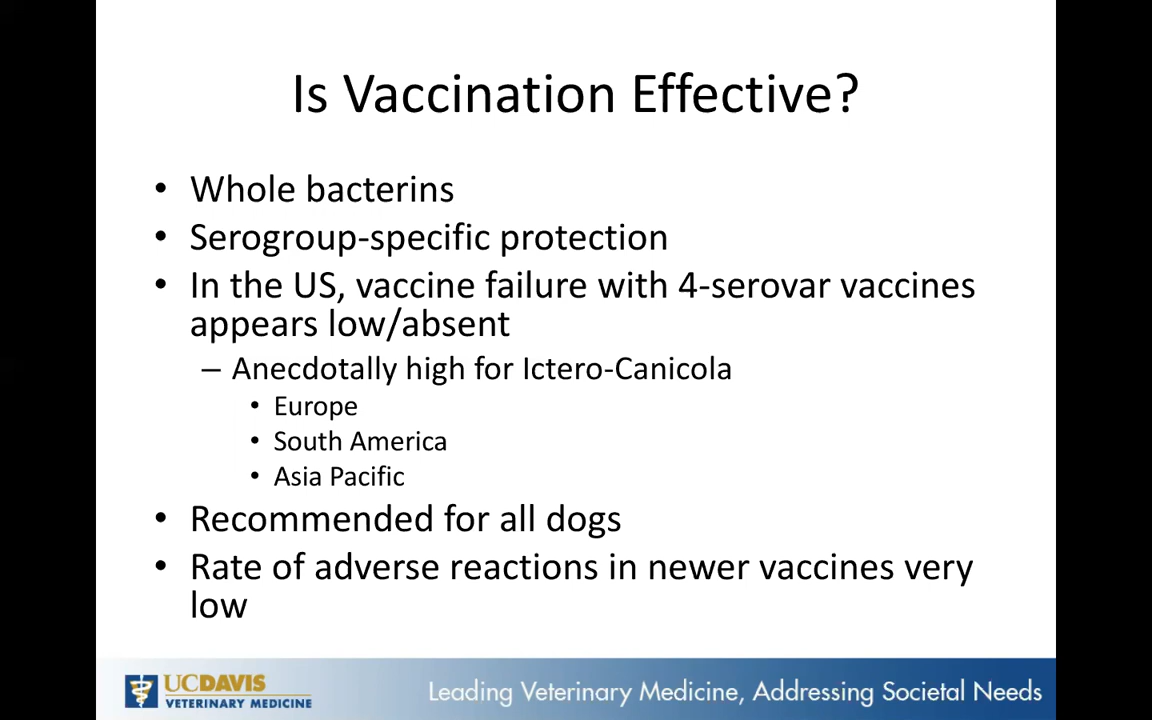 Is Vaccination Effective?
• Whole bacterins
• Serogroup-specific protection
• In the US, vaccine failure with 4-serovar vaccines
appears low/absent
– Anecdotally high for Ictero-Canicola
• Europe
• South America
• Asia Pacific
• Recommended for all dogs
• Rate of adverse reactions in newer vaccines very
low
UCDAVIS
VETERINARY MEDICINE
Leading Veterinary Medicine, Addressing Societal Needs